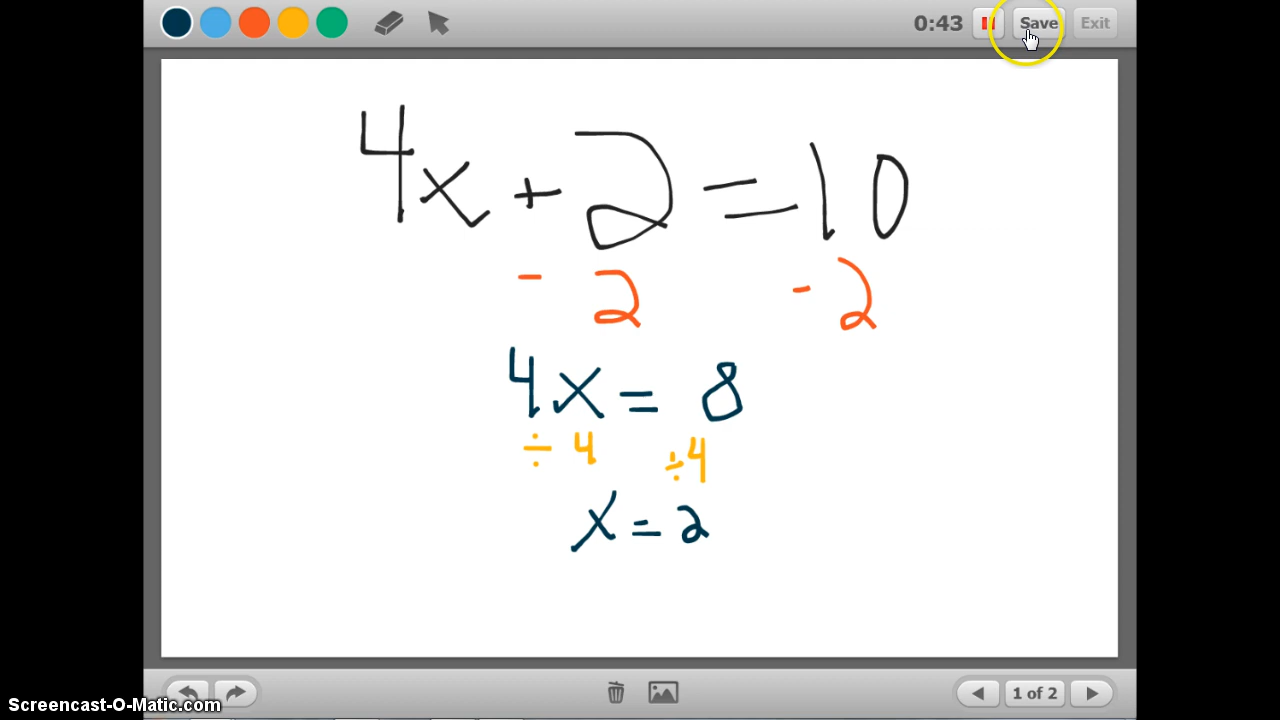 0:43 Save Exit
4x + 2 = 10
- 2 - 2
4x = 8
÷ 4 ÷4
x = 2
1 of 2
Screencast-O-Matic.com